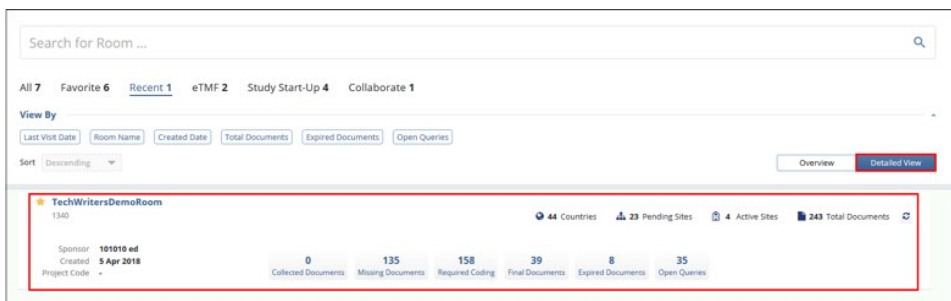 Search for Room ...
All 7 Favorite 6 Recent 1 eTMF 2 Study Start-Up 4 Collaborate 1
View By
Last Visit Date Room Name Created Date Total Documents Expired Documents Open Queries
Sort Descending Overview Detailed View
TechWritersDemoRoom
1340 44 Countries 23 Pending Sites 4 Active Sites 243 Total Documents
Sponsor 101010 ed
Created 5 Apr 2018 0 135 158 39 8 35
Project Code - Collected Documents Missing Documents Required Coding Final Documents Expired Documents Open Queries